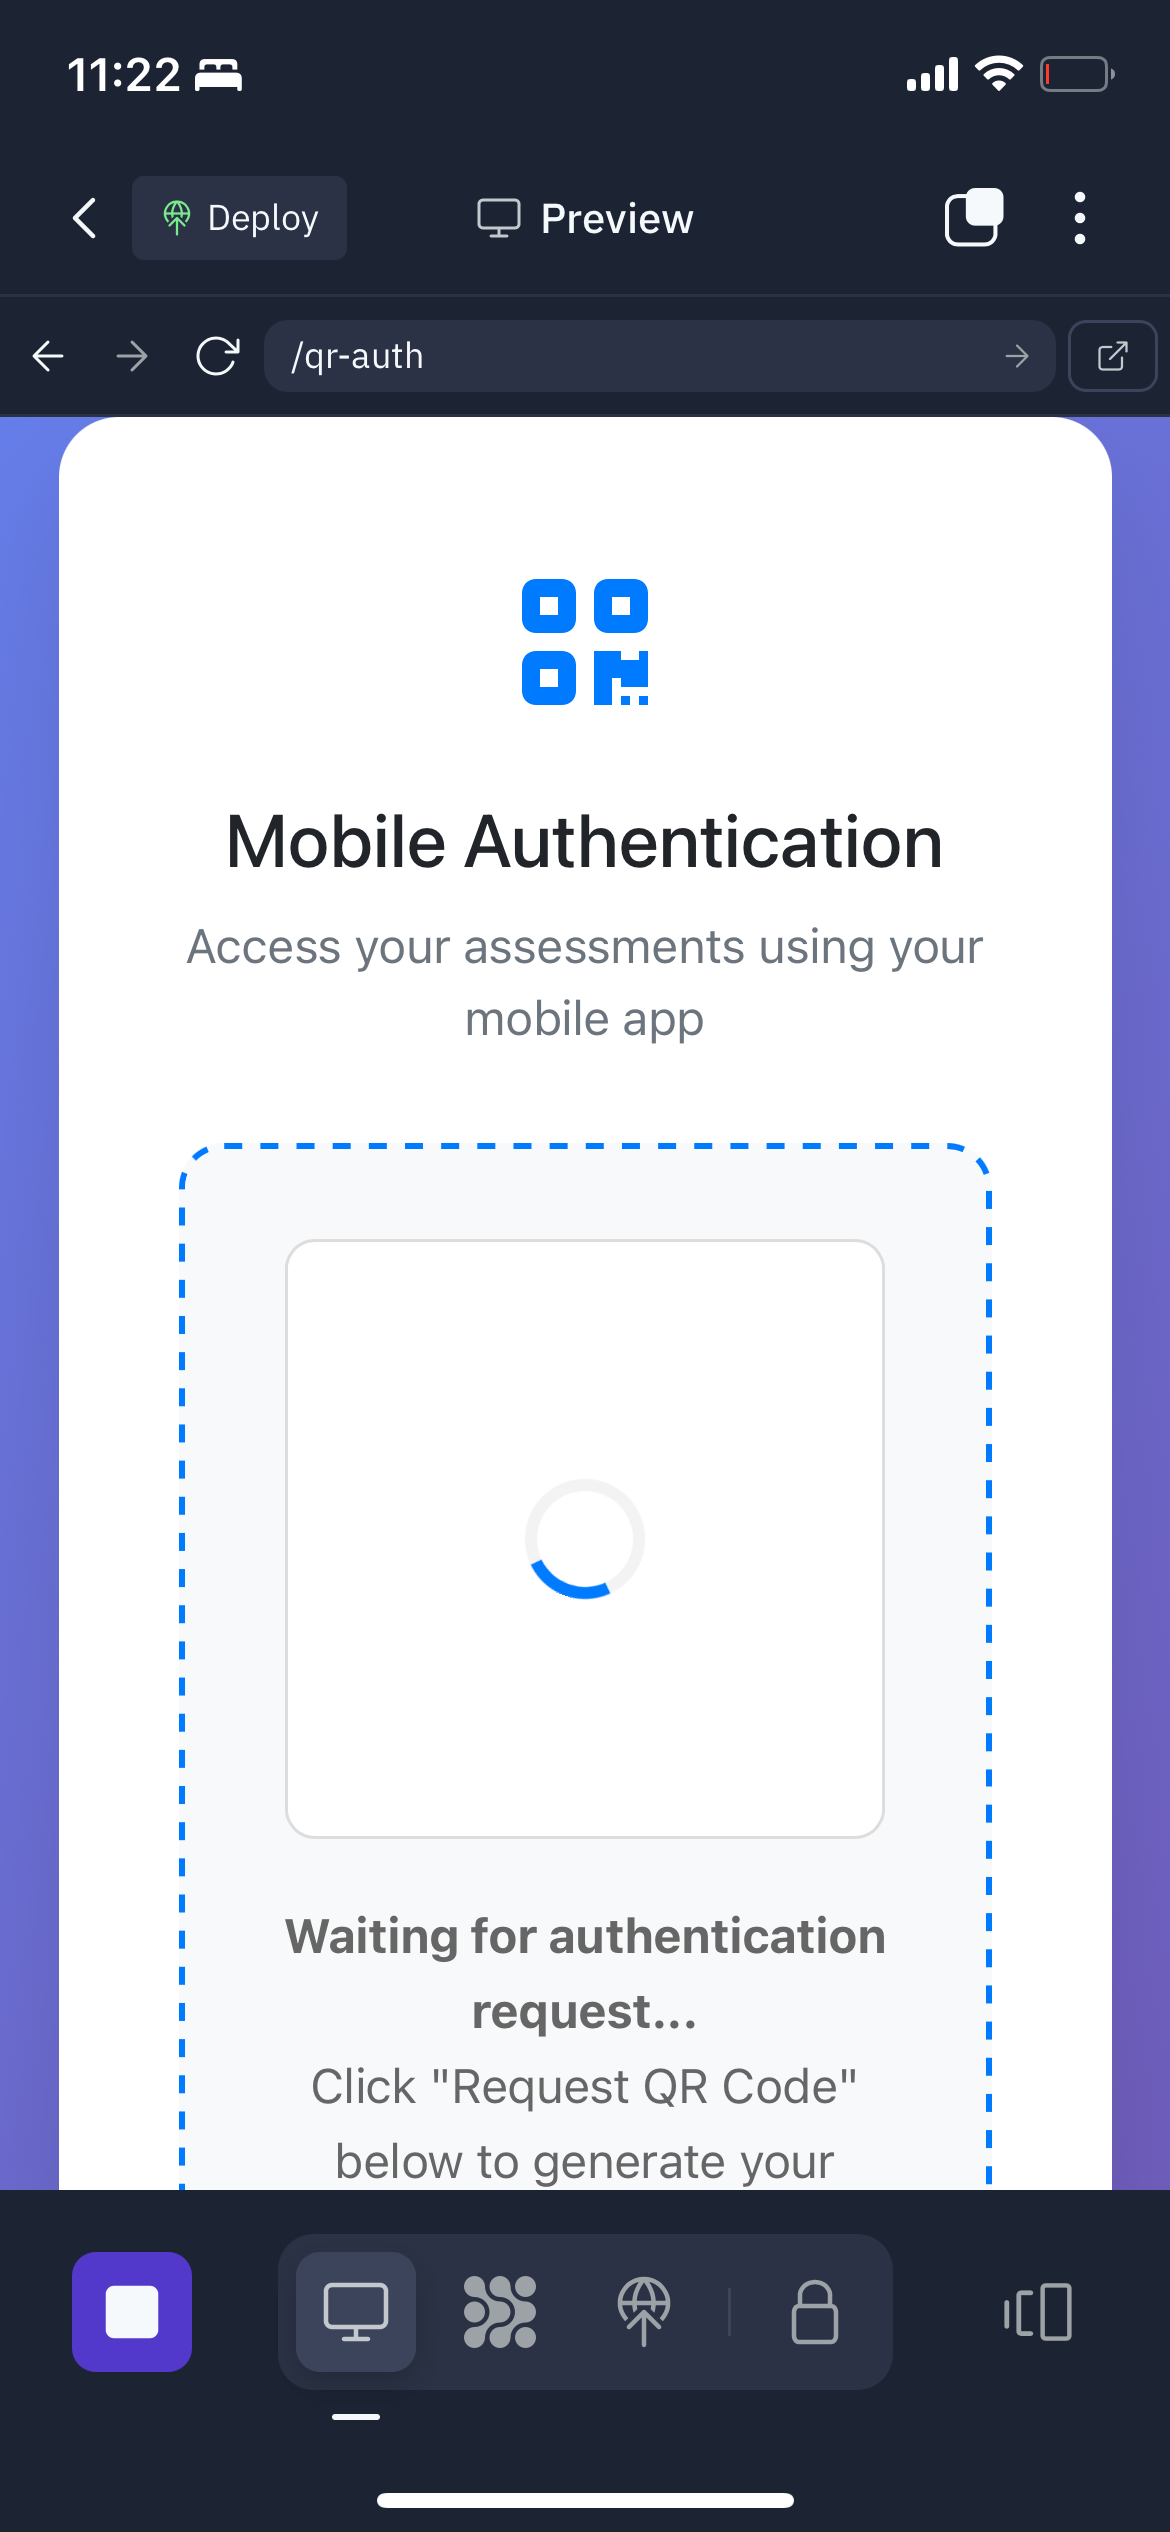 11:22
Deploy
Preview
/qr-auth
Mobile Authentication
Access your assessments using your
mobile app
Waiting for authentication
request...
Click "Request QR Code"
below to generate your